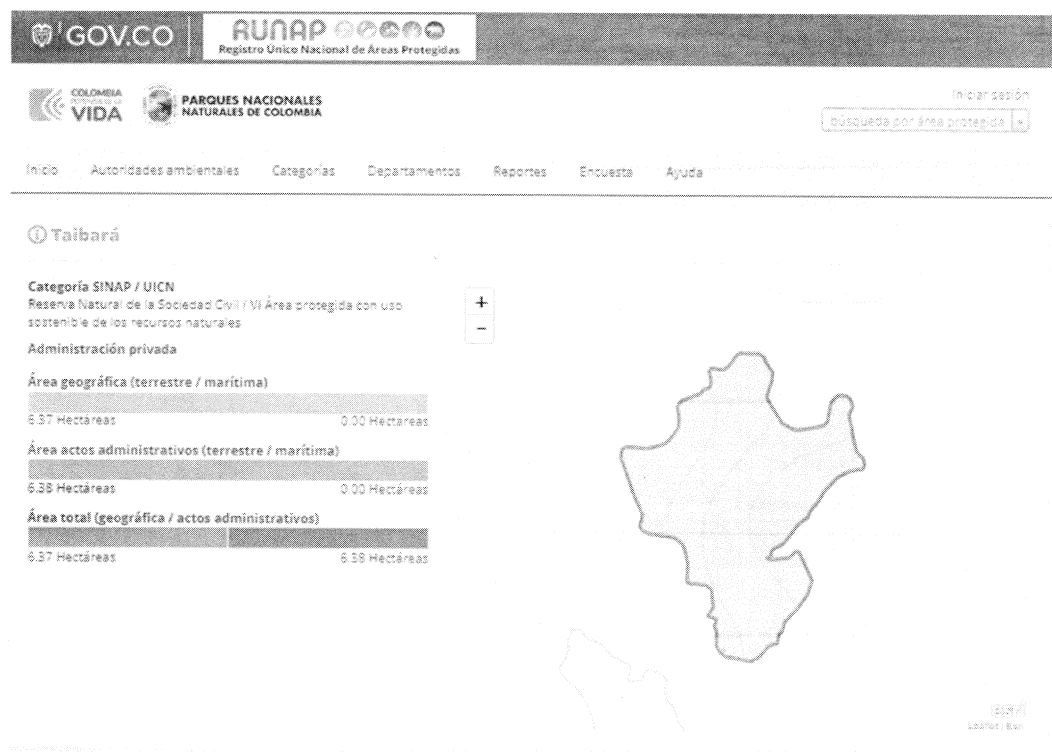 GOV.CO
RUNAP
Registro Único Nacional de Áreas Protegidas
COLOMBIA
POTENCIA DE LA
VIDA
PARQUES NACIONALES
NATURALES DE COLOMBIA
Iniciar sesión
búsqueda por área protegida
Inicio Autoridades ambientales Categorías Departamentos Reportes Encuesta Ayuda
Taibará
Categoría SINAP / UICN
Reserva Natural de la Sociedad Civil / VI Área protegida con uso
sostenible de los recursos naturales
Administración privada
Área geográfica (terrestre / marítima)
6.37 Hectáreas 0.00 Hectáreas
Área actos administrativos (terrestre / marítima)
6.38 Hectáreas 0.00 Hectáreas
Área total (geográfica / actos administrativos)
6.37 Hectáreas 6.38 Hectáreas
+
−